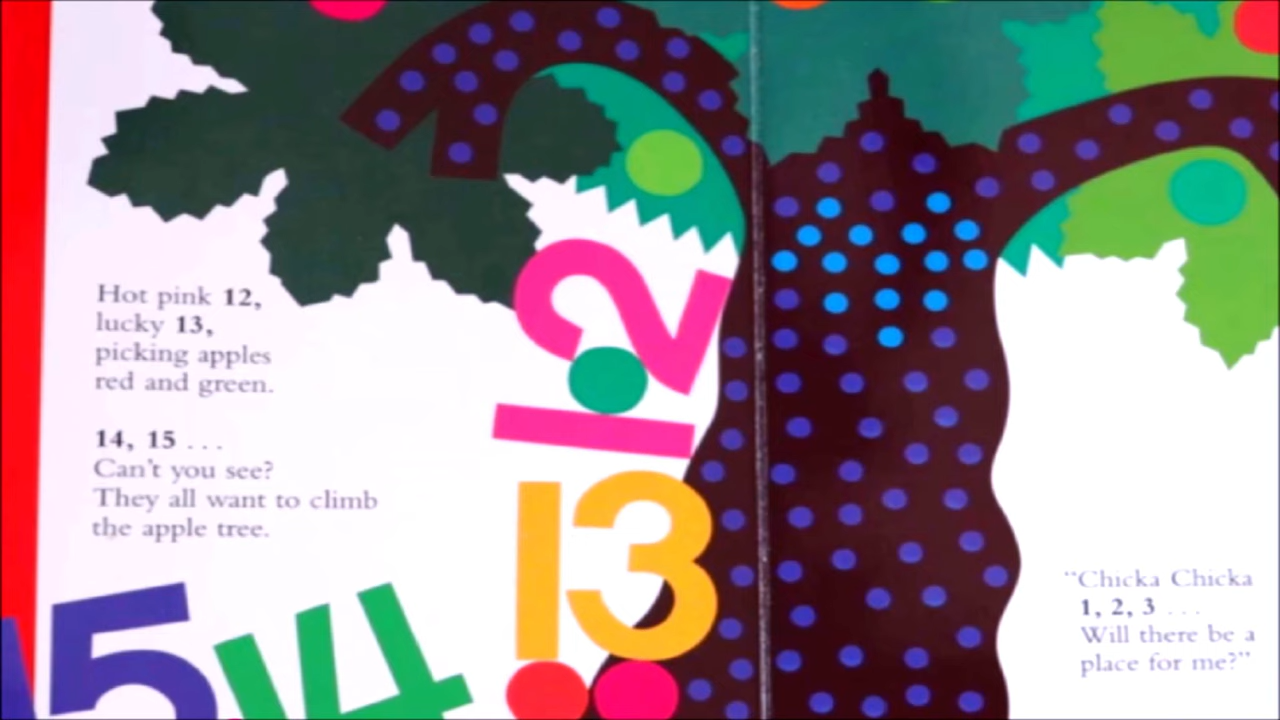 Hot pink 12,
lucky 13,
picking apples
red and green.
14, 15 . . .
Can't you see?
They all want to climb
the apple tree.
12
13
15
14
"Chicka Chicka
1, 2, 3 . . .
Will there be a
place for me?"